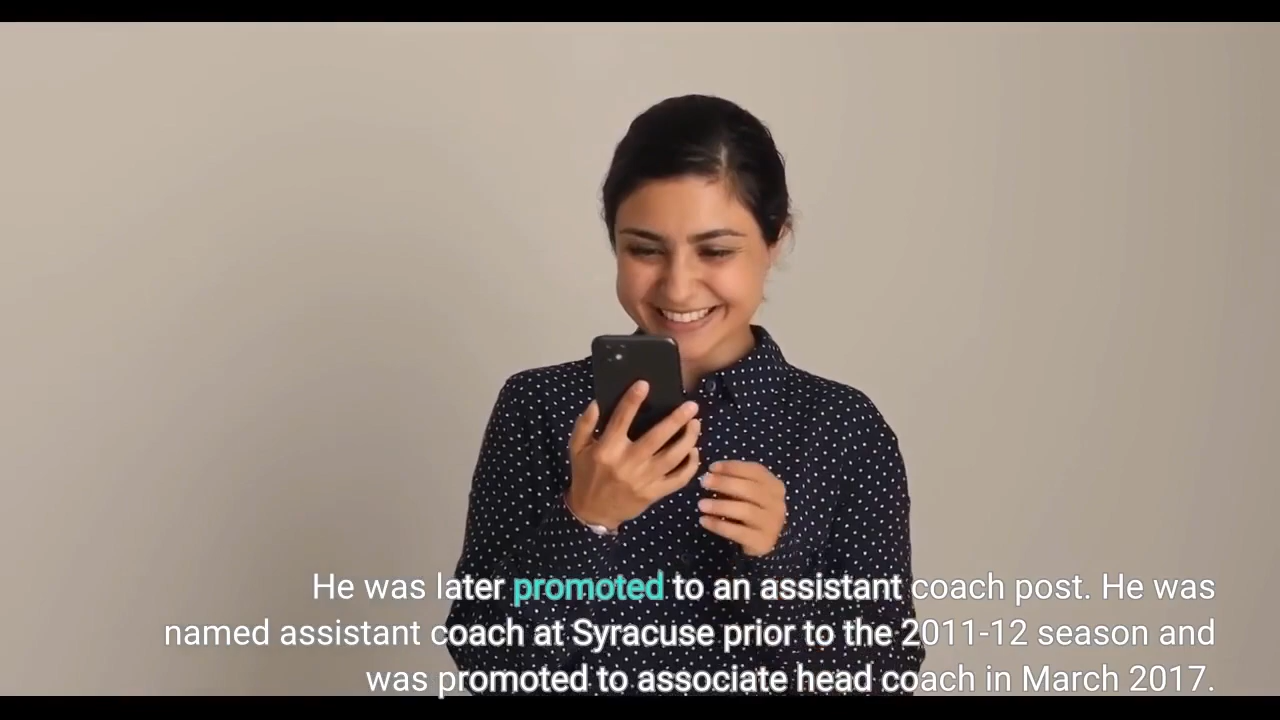 He was later promoted to an assistant coach post. He was
named assistant coach at Syracuse prior to the 2011-12 season and
was promoted to associate head coach in March 2017.